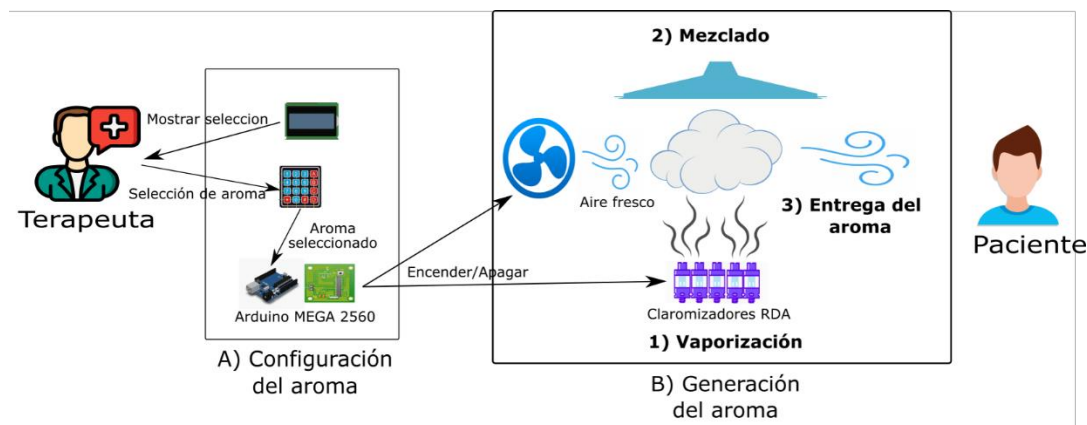 Terapeuta
Mostrar seleccion
Selección de aroma
Aroma
seleccionado
Arduino MEGA 2560
A) Configuración
del aroma
Encender/Apagar
2) Mezclado
Aire fresco
3) Entrega del
aroma
Claromizadores RDA
1) Vaporización
B) Generación
del aroma
Paciente